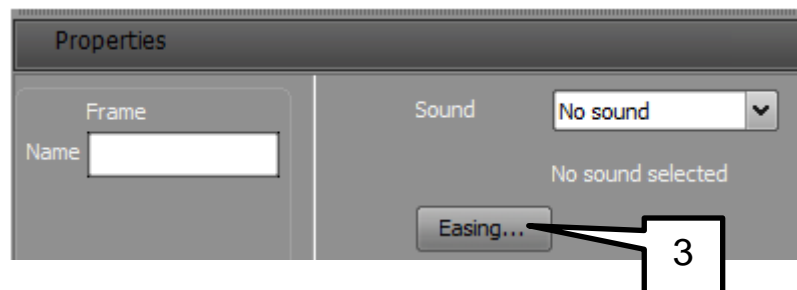 Properties
Frame
Name
Sound No sound
No sound selected
Easing...
3